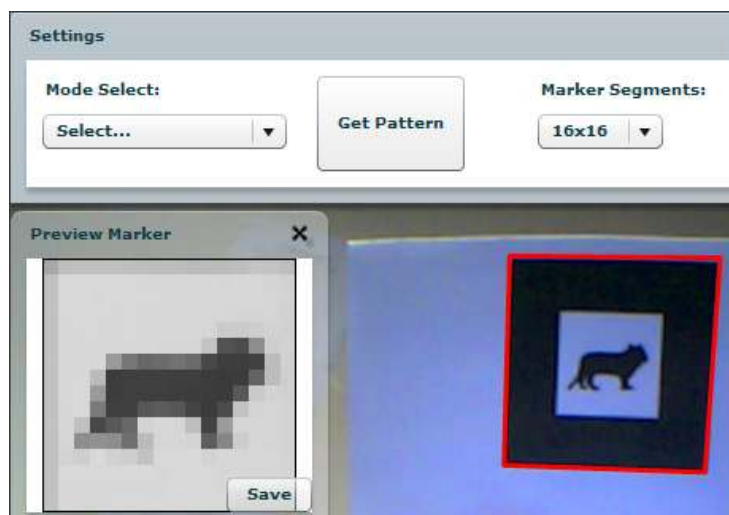 Settings
Mode Select:
Marker Segments:
Select...
Get Pattern
16x16
Preview Marker
Save